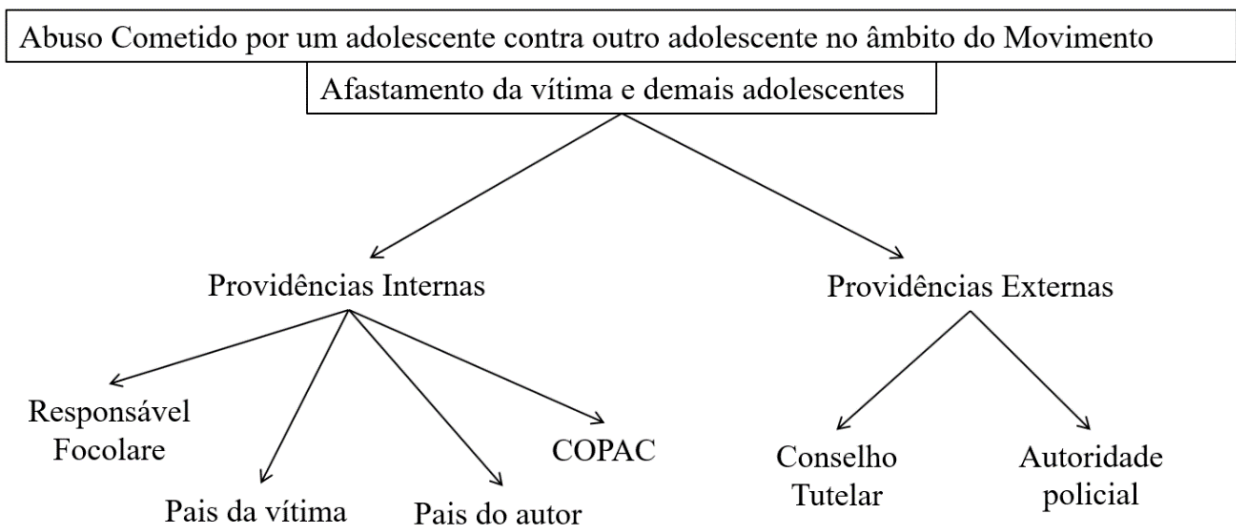 Abuso Cometido por um adolescente contra outro adolescente no âmbito do Movimento
Afastamento da vítima e demais adolescentes
Providências Internas
Providências Externas
Responsável
Focolare
Pais da vítima
Pais do autor
COPAC
Conselho
Tutelar
Autoridade
policial